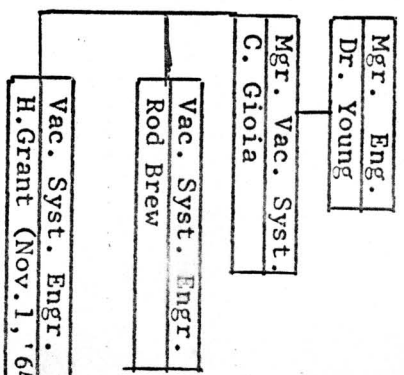 Mgr. Eng.
Dr. Young
Mgr. Vac. Syst.
C. Gioia
Vac. Syst. Engr.
Rod Brew
Vac. Syst. Engr.
H.Grant (Nov.1,'64